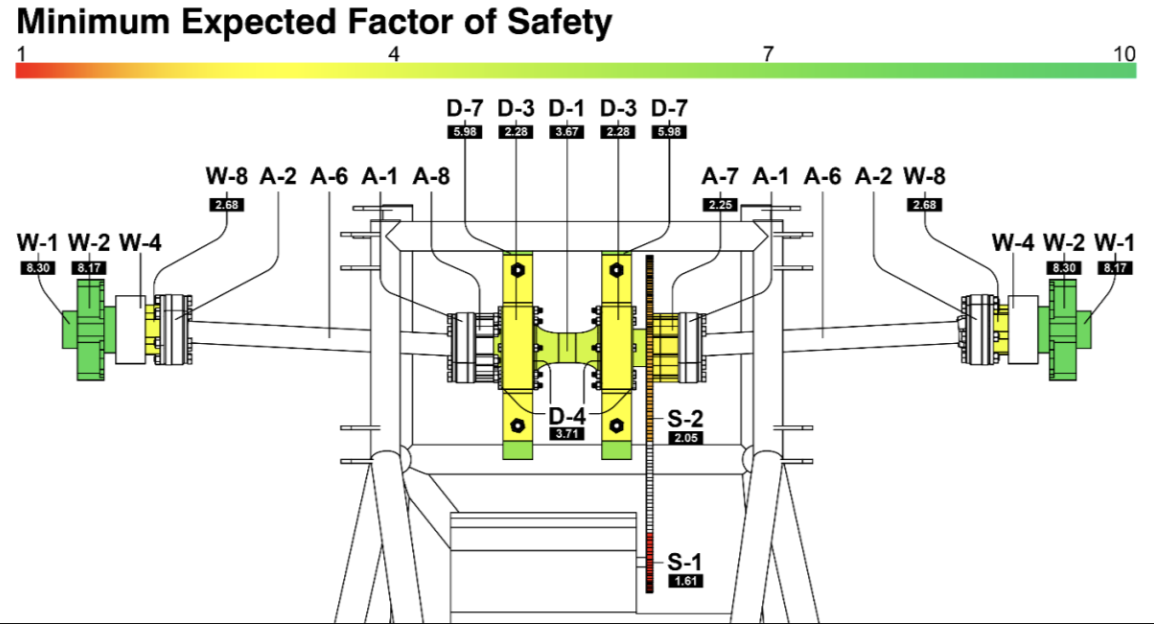 Minimum Expected Factor of Safety
1 4 7 10
D-7 D-3 D-1 D-3 D-7
5.98 2.28 3.67 2.28 5.98
W-8 A-2 A-6 A-1 A-8 A-7 A-1 A-6 A-2 W-8
2.68 2.25 2.68
W-1 W-2 W-4 W-4 W-2 W-1
8.30 8.17 8.30 8.17
D-4 S-2
3.71 2.05
S-1
1.61